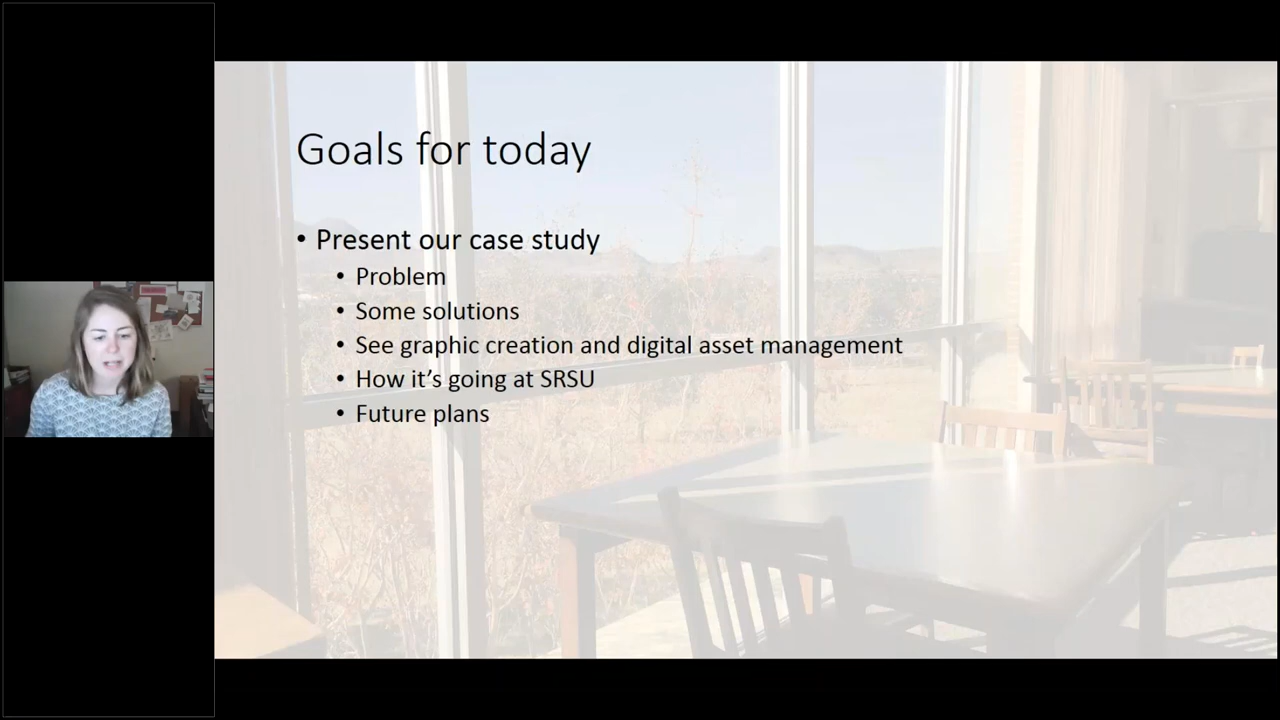 Goals for today
• Present our case study
• Problem
• Some solutions
• See graphic creation and digital asset management
• How it’s going at SRSU
• Future plans